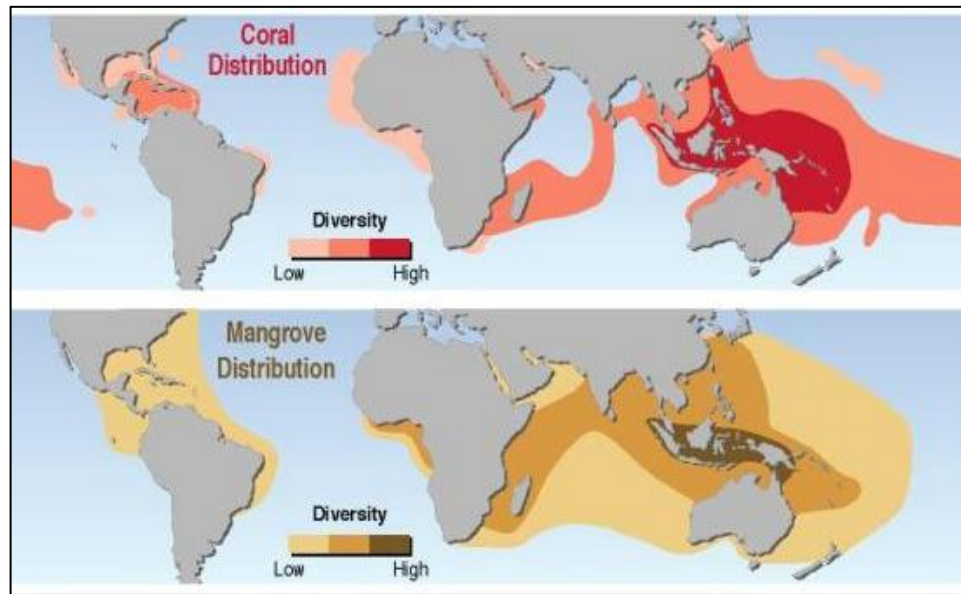 Coral
Distribution
Diversity
Low High
Mangrove
Distribution
Diversity
Low High